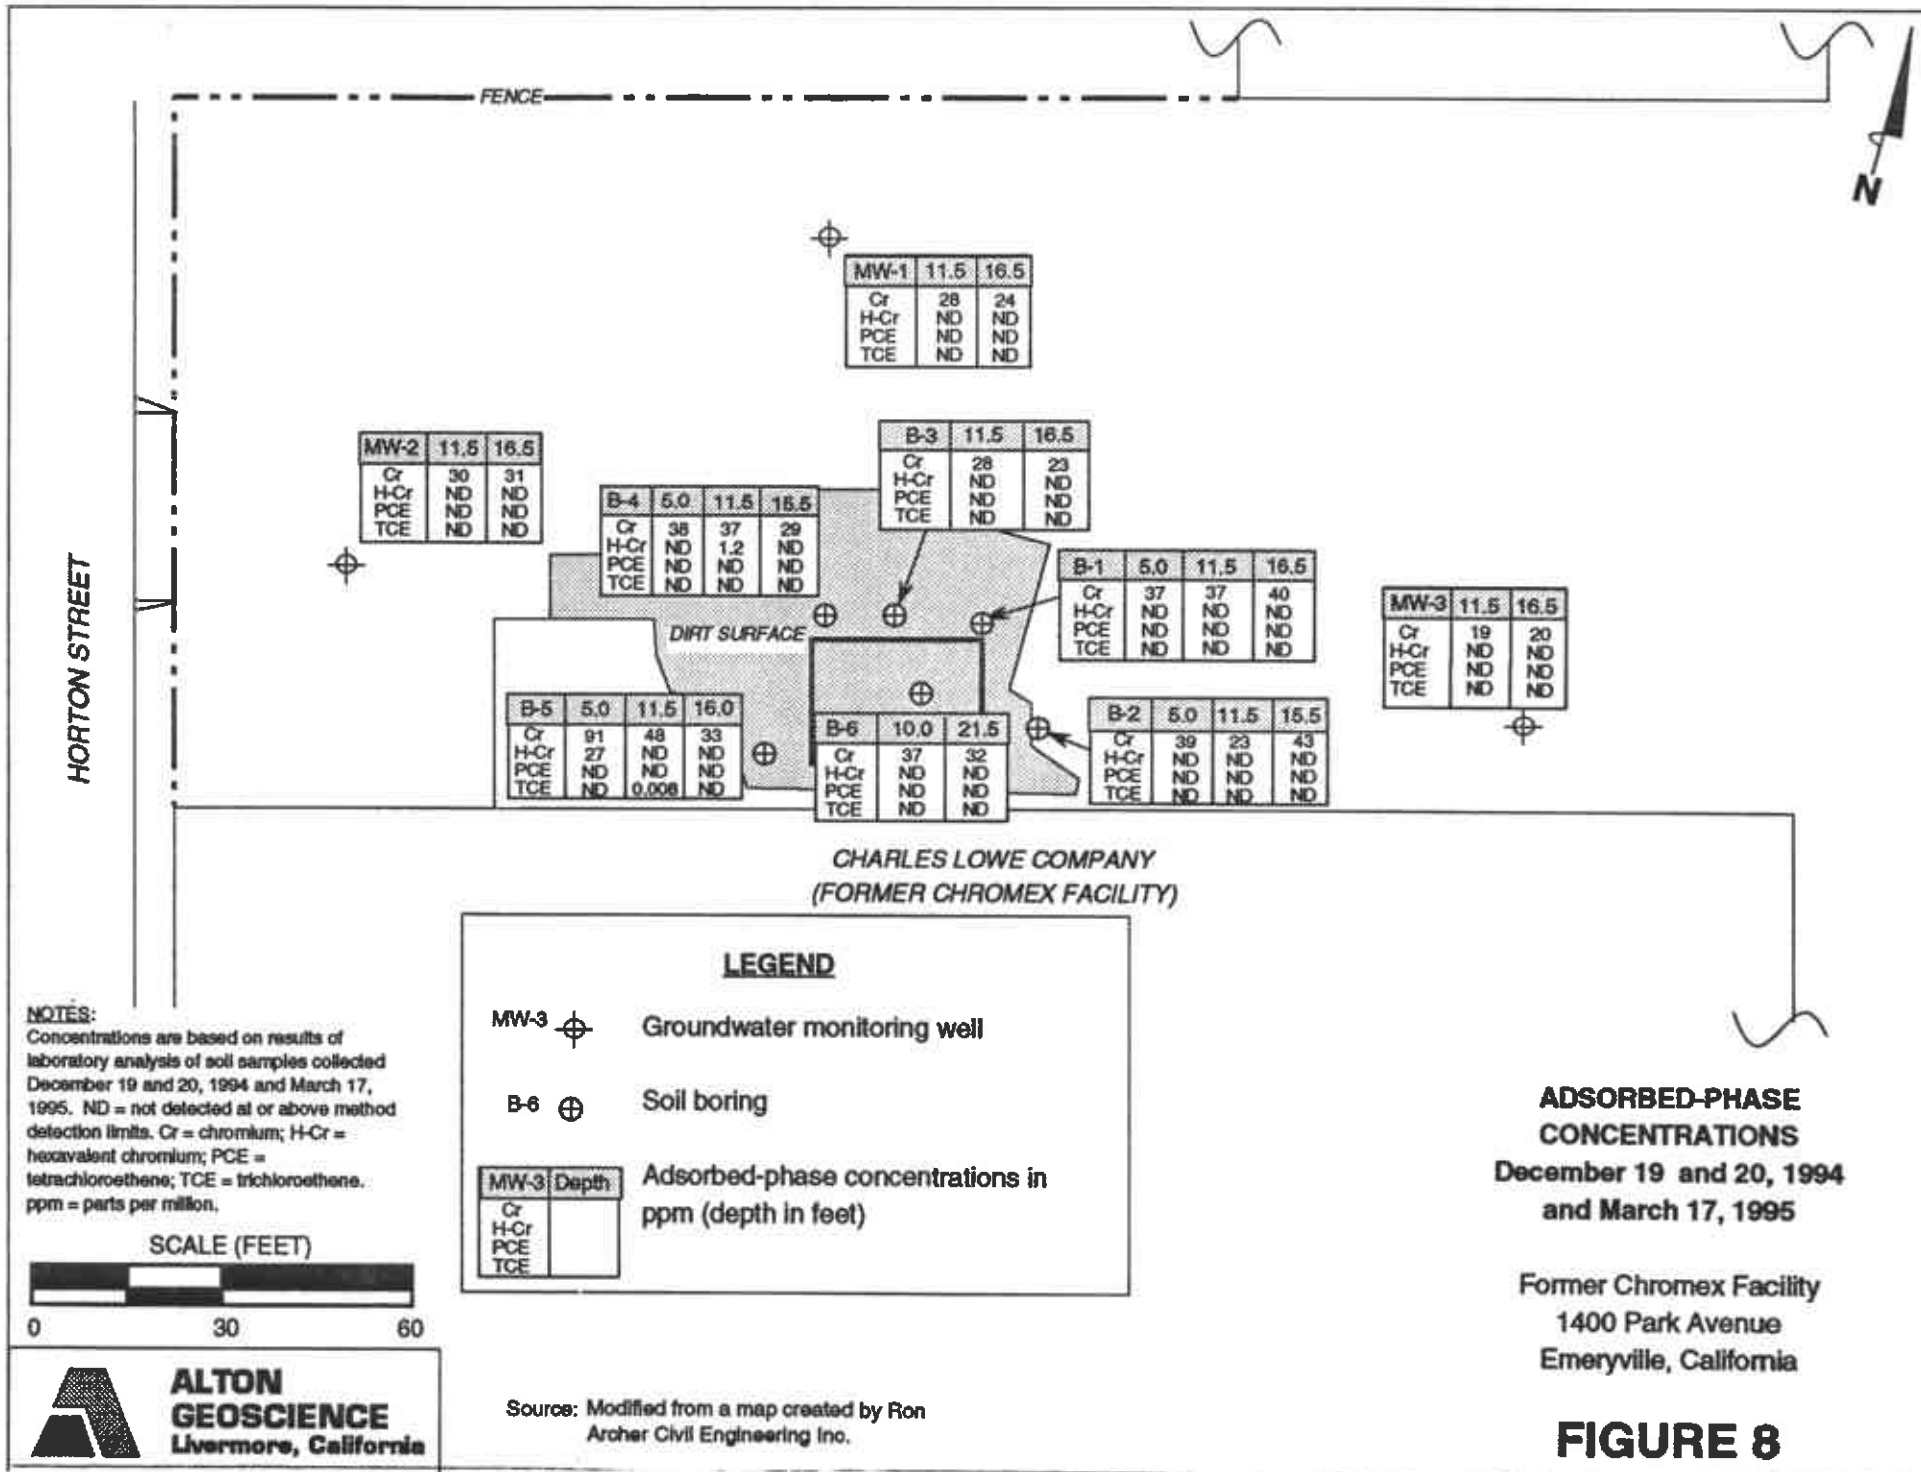 FENCE
N
MW-1 11.5 16.5
Cr 28 24
H-Cr ND ND
PCE ND ND
TCE ND ND
MW-2 11.5 16.5
Cr 30 31
H-Cr ND ND
PCE ND ND
TCE ND ND
B-3 11.5 16.5
Cr 28 23
H-Cr ND ND
PCE ND ND
TCE ND ND
B-4 5.0 11.5 15.5
Cr 38 37 29
H-Cr ND 1.2 ND
PCE ND ND ND
TCE ND ND ND
B-1 5.0 11.5 16.5
Cr 37 37 40
H-Cr ND ND ND
PCE ND ND ND
TCE ND ND ND
MW-3 11.5 16.5
Cr 19 20
H-Cr ND ND
PCE ND ND
TCE ND ND
HORTON STREET
DIRT SURFACE
B-5 5.0 11.5 16.0
Cr 91 48 33
H-Cr 27 ND ND
PCE ND ND ND
TCE ND 0.006 ND
B-6 10.0 21.5
Cr 37 32
H-Cr ND ND
PCE ND ND
TCE ND ND
B-2 5.0 11.5 15.5
Cr 39 23 43
H-Cr ND ND ND
PCE ND ND ND
TCE ND ND ND
CHARLES LOWE COMPANY
(FORMER CHROMEX FACILITY)
LEGEND
MW-3 Groundwater monitoring well
B-6 Soil boring
MW-3 Depth
Cr
H-Cr
PCE
TCE
Adsorbed-phase concentrations in
ppm (depth in feet)
NOTES:
Concentrations are based on results of
laboratory analysis of soil samples collected
December 19 and 20, 1994 and March 17,
1995. ND = not detected at or above method
detection limits. Cr = chromium; H-Cr =
hexavalent chromium; PCE =
tetrachloroethene; TCE = trichloroethene.
ppm = parts per million.
SCALE (FEET)
0 30 60
ALTON
GEOSCIENCE
Livermore, California
Source: Modified from a map created by Ron
Archer Civil Engineering Inc.
ADSORBED-PHASE
CONCENTRATIONS
December 19 and 20, 1994
and March 17, 1995
Former Chromex Facility
1400 Park Avenue
Emeryville, California
FIGURE 8